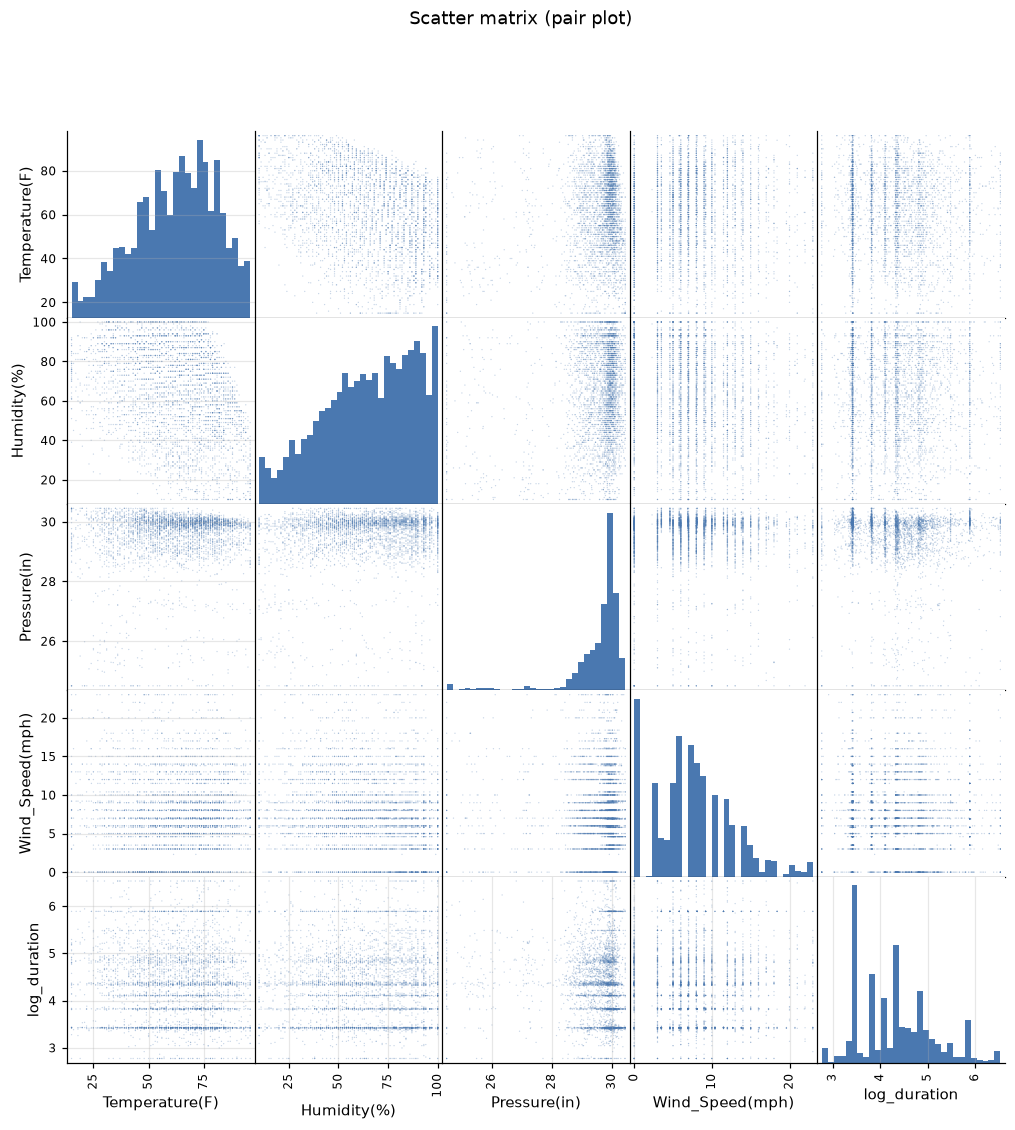 Scatter matrix (pair plot)
Temperature(F)
80
60
40
20
Humidity(%)
100
80
60
40
20
Pressure(in)
30
28
26
Wind_Speed(mph)
20
15
10
5
0
log_duration
6
5
4
3
25 50 75
Temperature(F)
25 50 75 100
Humidity(%)
26 28 30
Pressure(in)
0 10 20
Wind_Speed(mph)
3 4 5 6
log_duration